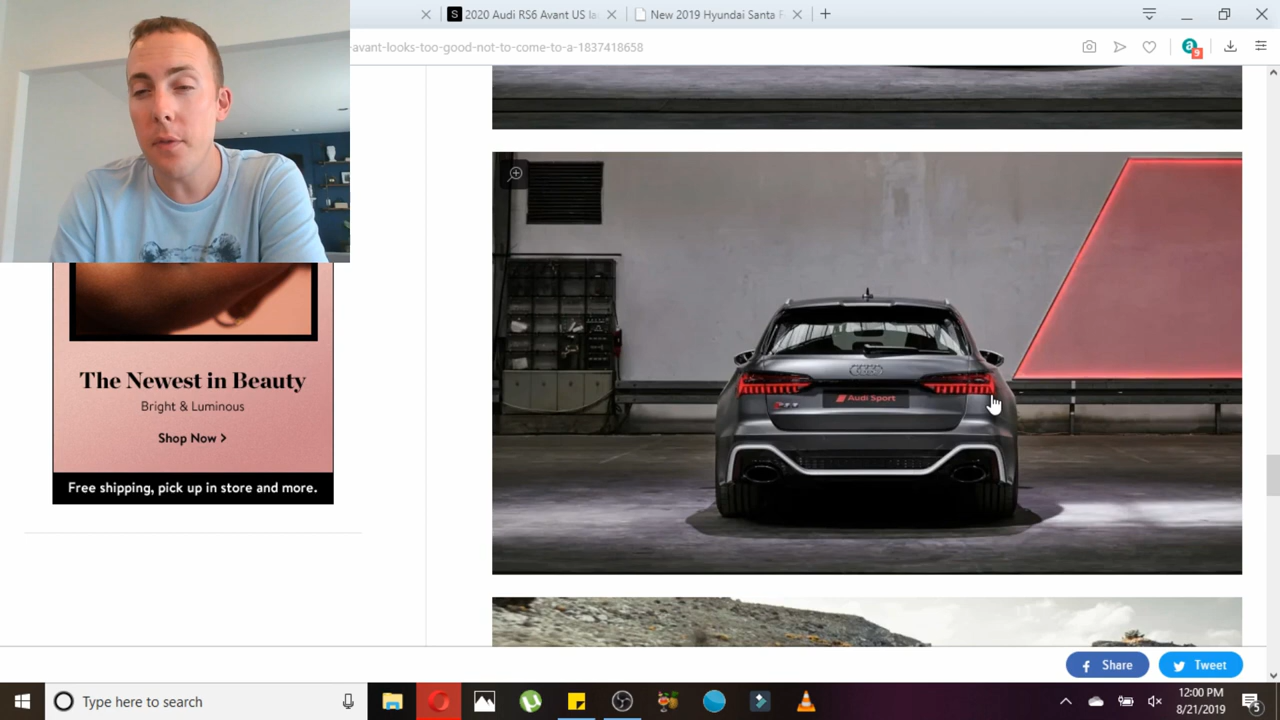 2020 Audi RS6 Avant US la
New 2019 Hyundai Santa F
-avant-looks-too-good-not-to-come-to-a-1837418658
a
9
Audi Sport
The Newest in Beauty
Bright & Luminous
Shop Now >
Free shipping, pick up in store and more.
Share
Tweet
Type here to search
12:00 PM
8/21/2019
5